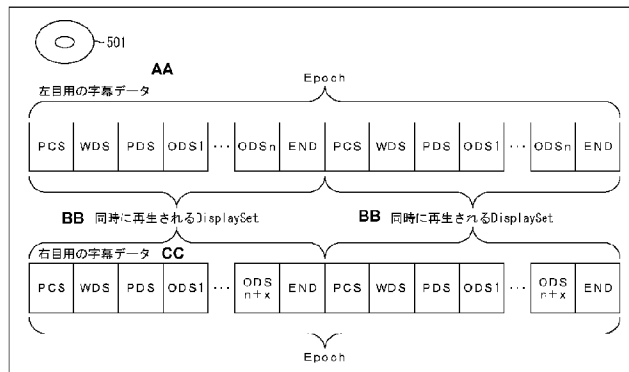 501
AA
Epoch
左目用の字幕データ
PCS WDS PDS ODS1 ··· ODSn END PCS WDS PDS ODS1 ··· ODSn END
BB 同時に再生されるDisplaySet BB 同時に再生されるDisplaySet
右目用の字幕データ CC
PCS WDS PDS ODS1 ··· ODS n+x END PCS WDS PDS ODS1 ··· ODS n+x END
Epoch